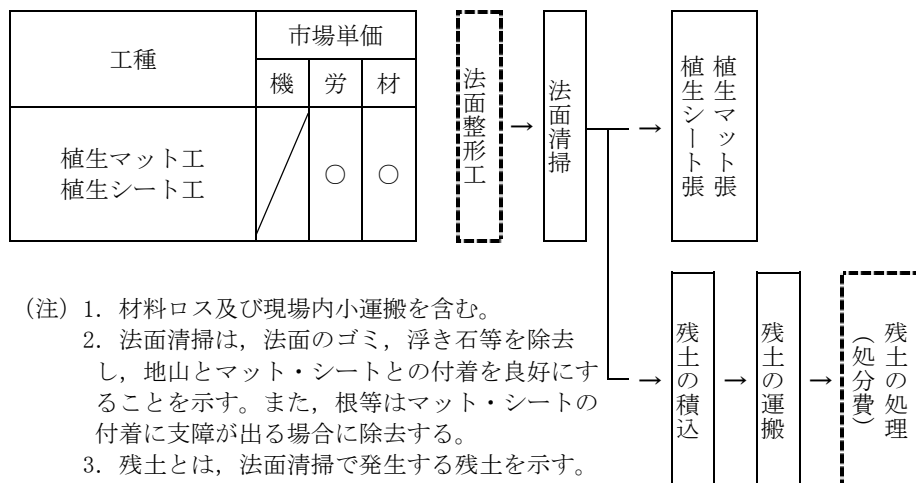 工種
市場単価
機
労
材
植生マット工
植生シート工
○
○
法面整形工
→
法面清掃
→
植生マット張
植生シート張
(注) 1. 材料ロス及び現場内小運搬を含む。
2. 法面清掃は，法面のゴミ，浮き石等を除去
し，地山とマット・シートとの付着を良好にす
ることを示す。また，根等はマット・シートの
付着に支障が出る場合に除去する。
3. 残土とは，法面清掃で発生する残土を示す。
→
残土の積込
→
残土の運搬
→
残土の処理
（処分費）